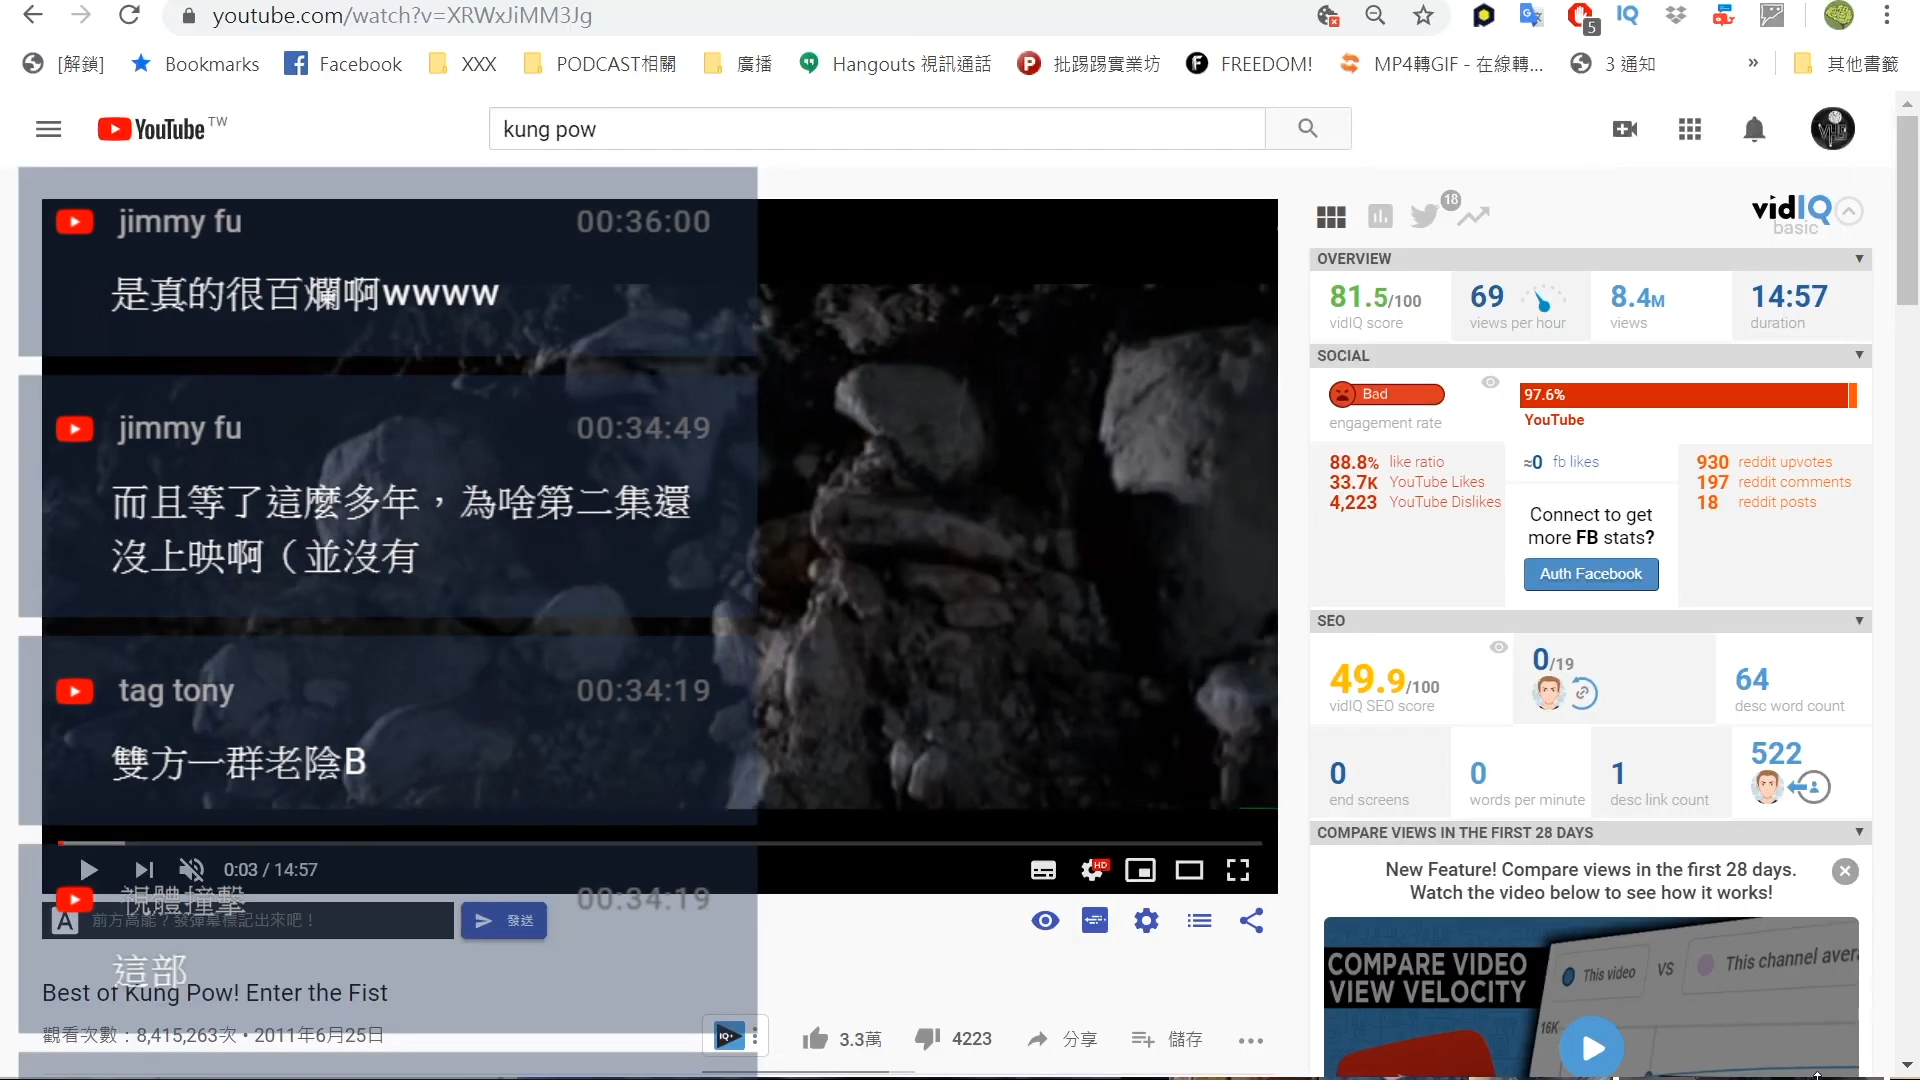 youtube.com/watch?v=XRWxJiMM3Jg
5
IQ
[解鎖]
Bookmarks
Facebook
XXX
PODCAST相關
廣播
Hangouts 視訊通話
批踢踢實業坊
FREEDOM!
MP4轉GIF - 在線轉...
3 通知
»
其他書籤
YouTube TW
kung pow
jimmy fu 00:36:00
是真的很百爛啊wwww
jimmy fu 00:34:49
而且等了這麼多年，為啥第二集還
沒上映啊（並沒有
tag tony 00:34:19
雙方一群老陰B
0:03 / 14:57
HD
視體撞擊 00:34:19
A 前方高能？發彈幕標記出來吧！
發送
這部
Best of Kung Pow! Enter the Fist
觀看次數：8,415,263次 • 2011年6月25日
IQ
3.3萬
4223
分享
儲存
18
vidIQ
basic
OVERVIEW
81.5/100
vidIQ score
69
views per hour
8.4M
views
14:57
duration
SOCIAL
Bad
engagement rate
97.6%
YouTube
88.8% like ratio
33.7K YouTube Likes
4,223 YouTube Dislikes
≈0 fb likes
Connect to get
more FB stats?
Auth Facebook
930 reddit upvotes
197 reddit comments
18 reddit posts
SEO
49.9/100
vidIQ SEO score
0/19
64
desc word count
0
end screens
0
words per minute
1
desc link count
522
COMPARE VIEWS IN THE FIRST 28 DAYS
New Feature! Compare views in the first 28 days.
Watch the video below to see how it works!
COMPARE VIDEO
VIEW VELOCITY
This video
VS
This channel avera
16K